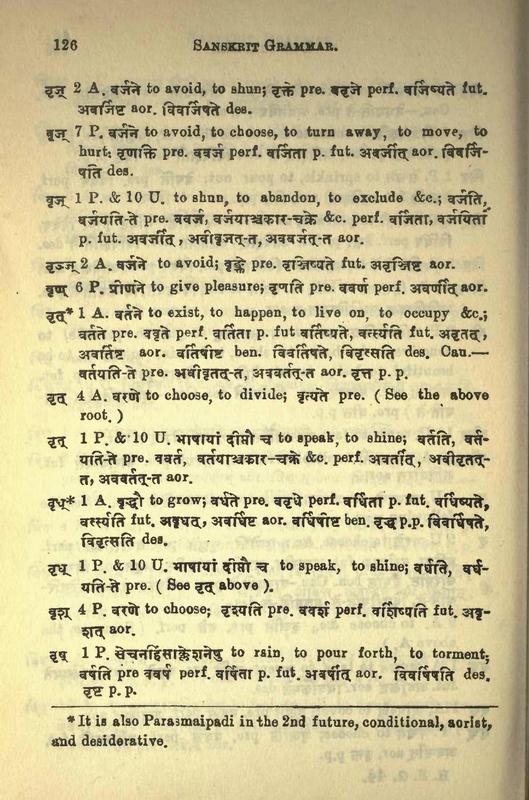 126 SANSKRIT GRAMMAR.
वृज् 2 A. वर्जने to avoid, to shun; वृक्ते pre. ववृजे perf. वर्जिष्यते fut.
अवर्जिष्ट aor. विवर्जिषते des.
वृज् 7 P. वर्जने to avoid, to choose, to turn away, to move, to
hurt; वृणक्ति pre. ववर्ज perf. वर्जिता p. fut. अवर्जीत् aor. विवर्जि-
षति des.
वृज् 1 P. & 10 U. to shun, to abandon, to exclude &c.; वर्जति,
वर्जयति-ते pre. ववर्ज, वर्जयाञ्चकार-चक्रे &c. perf. वर्जिता, वर्जयिता
p. fut. अवर्जीत्, अवीवृजत्-त, अववर्जत्-त aor.
वृञ्ज् 2 A. वर्जने to avoid; वृङ्क्ते pre. वृञ्जिष्यते fut. अवृञ्जिष्ट aor.
वृण् 6 P. प्रीणने to give pleasure; वृणति pre. ववर्ण perf. अवर्णीत् aor.
वृत्* 1 A. वर्तने to exist, to happen, to live on, to occupy &c.;
वर्तते pre. ववृते perf. वर्तिता p. fut वर्तिष्यते, वर्त्स्यति fut. अवृतत्,
अवर्तिष्ट aor. वर्तिषीष्ट ben. विवर्तिषते, विवृत्सति des. Cau.—
वर्तयति-ते pre. अवीवृतत्-त, अववर्तत्-त aor. वृत्त p. p.
वृत् 4 A. वरणे to choose, to divide; वृत्यते pre. ( See the above
root. )
वृत् 1 P. & 10 U. भाषायां दीप्तौ च to speak, to shine; वर्तति, वर्त-
यति-ते pre. ववर्त, वर्तयाञ्चकार-चक्रे &c. perf. अवर्तीत्, अवीवृतत्-
त, अववर्तत्-त aor.
वृध्* 1 A. वृद्धौ to grow; वर्धते pre. ववृधे perf. वर्धिता p. fut. वर्धिष्यते,
वर्त्स्यति fut. अवृधत्, अवर्धिष्ट aor. वर्धिषीष्ट ben. वृद्ध p.p. विवर्धिषते,
विवृत्सति des.
वृध् 1 P. & 10 U. भाषायां दीप्तौ च to speak, to shine; वर्धति, वर्ध-
यति-ते pre. ( See वृत् above ).
वृश् 4 P. वरणे to choose; वृश्यति pre. ववर्श perf. वर्शिष्यति fut. अवृ-
शत् aor.
वृष् 1 P. सेचनहिंसाक्लेशनेषु to rain, to pour forth, to torment;
वर्षति pre ववर्ष perf. वर्षिता p. fut. अवर्षीत् aor. विवर्षिषति des.
वृष्ट p. p.
* It is also Parasmaipadi in the 2nd future, conditional, aorist,
and desiderative.